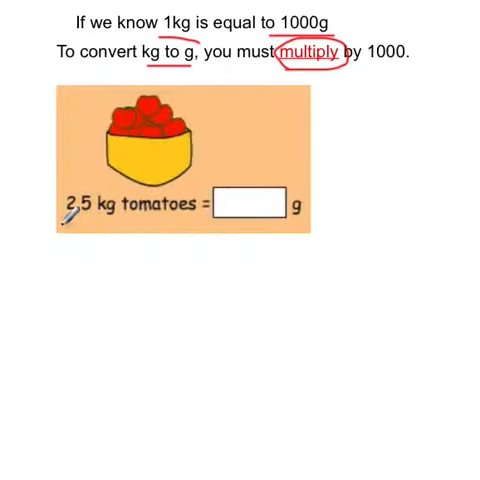 If we know 1kg is equal to 1000g
To convert kg to g, you must multiply by 1000.
2.5 kg tomatoes = g